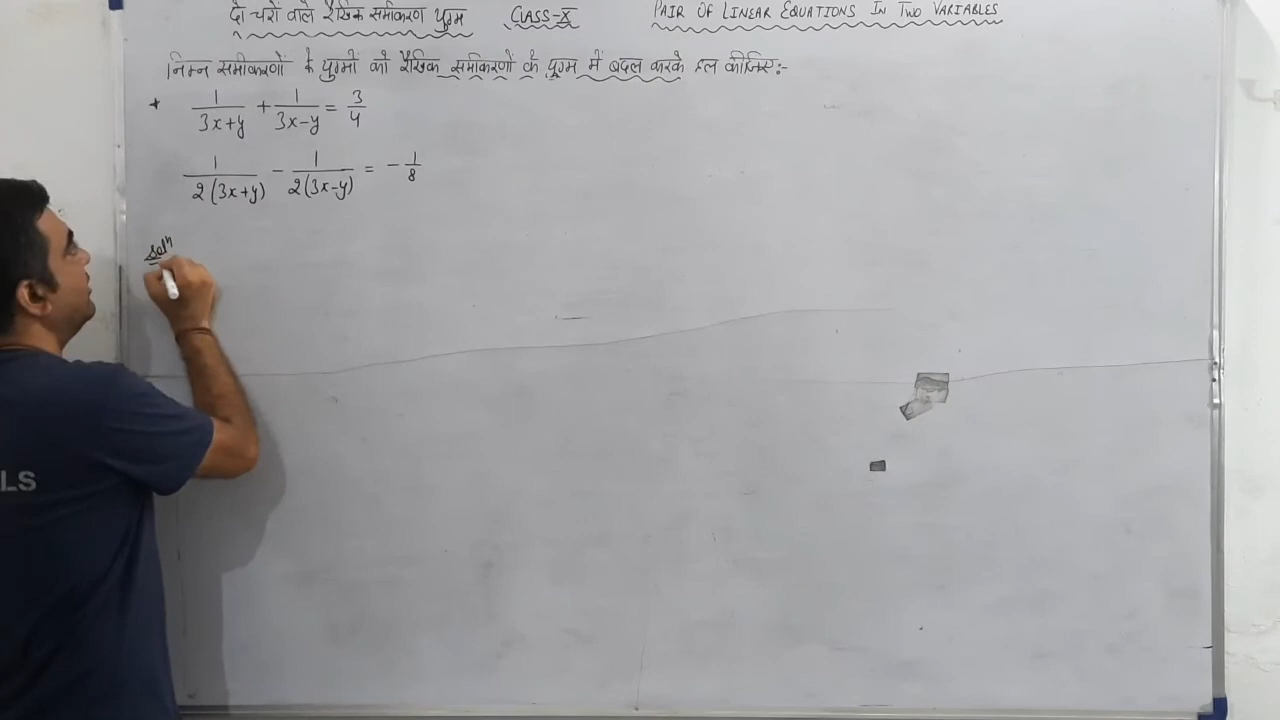 दो चरों वाले रैखिक समीकरण युग्म CLASS-X PAIR OF LINEAR EQUATIONS IN TWO VARIABLES
निम्न समीकरणों के युग्मों को रैखिक समीकरणों के युग्म में बदल करके हल कीजिए:-
* 1/(3x+y) + 1/(3x-y) = 3/4
1/2(3x+y) - 1/2(3x-y) = -1/8
Solⁿ
LS